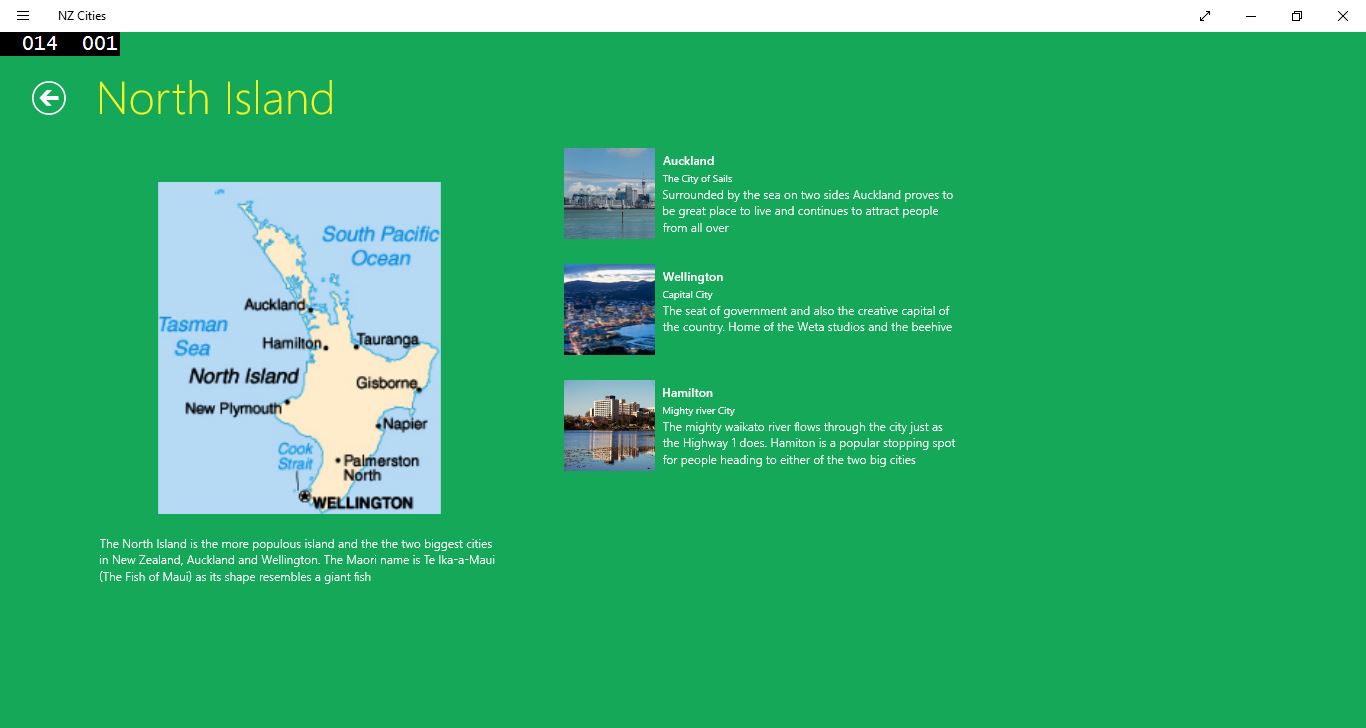 NZ Cities
014 001
North Island
South Pacific
Ocean
Auckland
Tasman
Sea
Hamilton
Tauranga
North Island
Gisborne
New Plymouth
Napier
Cook
Strait
Palmerston
North
WELLINGTON
The North Island is the more populous island and the the two biggest cities
in New Zealand, Auckland and Wellington. The Maori name is Te Ika-a-Maui
(The Fish of Maui) as its shape resembles a giant fish
Auckland
The City of Sails
Surrounded by the sea on two sides Auckland proves to
be great place to live and continues to attract people
from all over
Wellington
Capital City
The seat of government and also the creative capital of
the country. Home of the Weta studios and the beehive
Hamilton
Mighty river City
The mighty waikato river flows through the city just as
the Highway 1 does. Hamiton is a popular stopping spot
for people heading to either of the two big cities